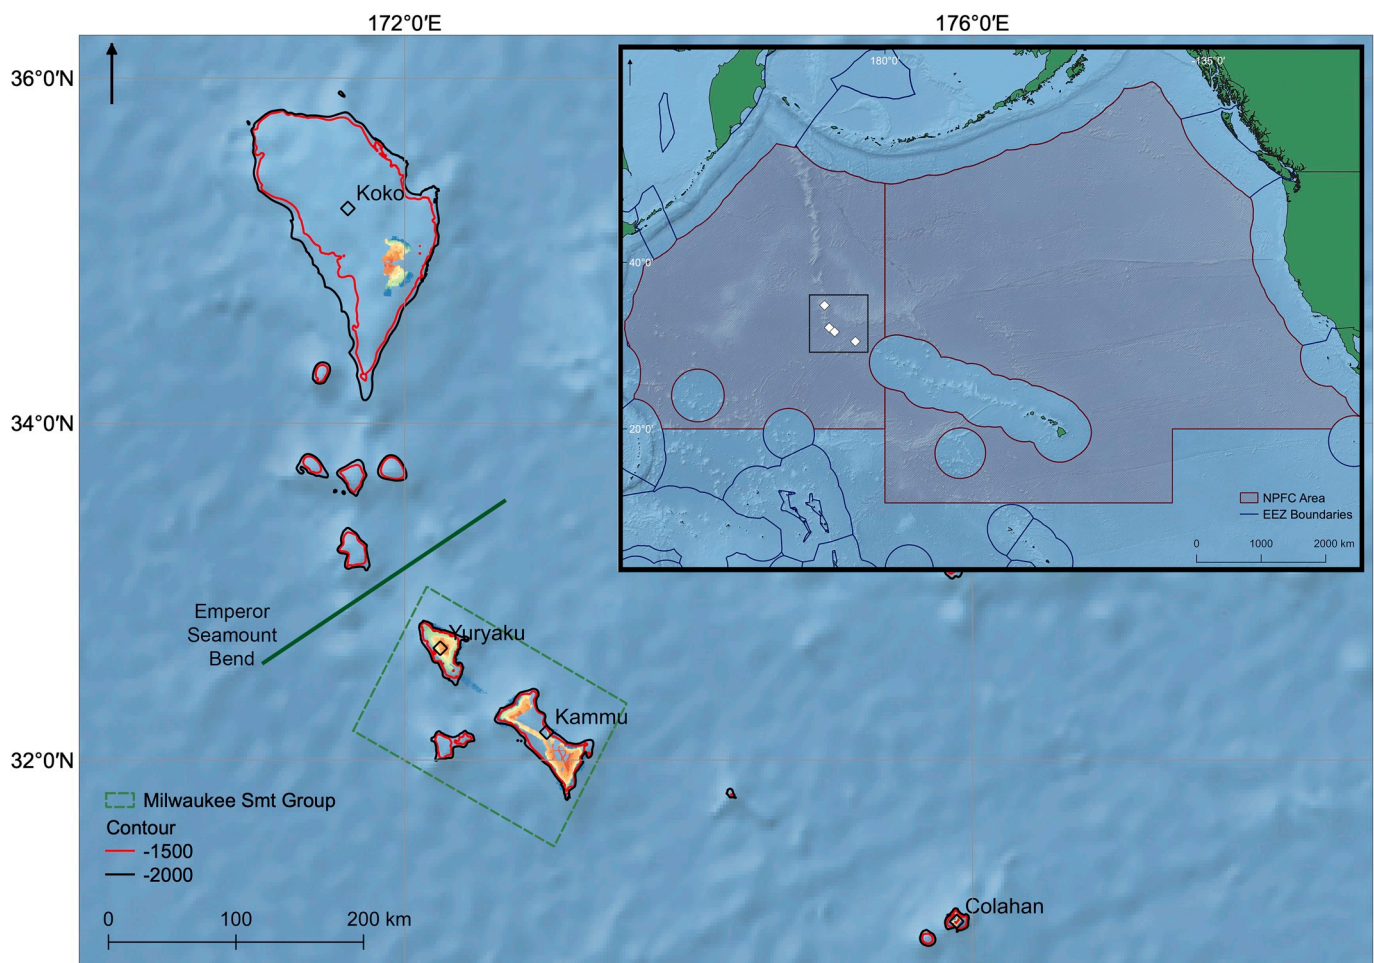 172°0′E
176°0′E
36°0′N
34°0′N
32°0′N
Koko
Emperor
Seamount
Bend
Yuryaku
Kammu
Colahan
Milwaukee Smt Group
Contour
-1500
-2000
0 100 200 km
180°0'
-135°0'
40°0'
20°0'
NPFC Area
EEZ Boundaries
0 1000 2000 km